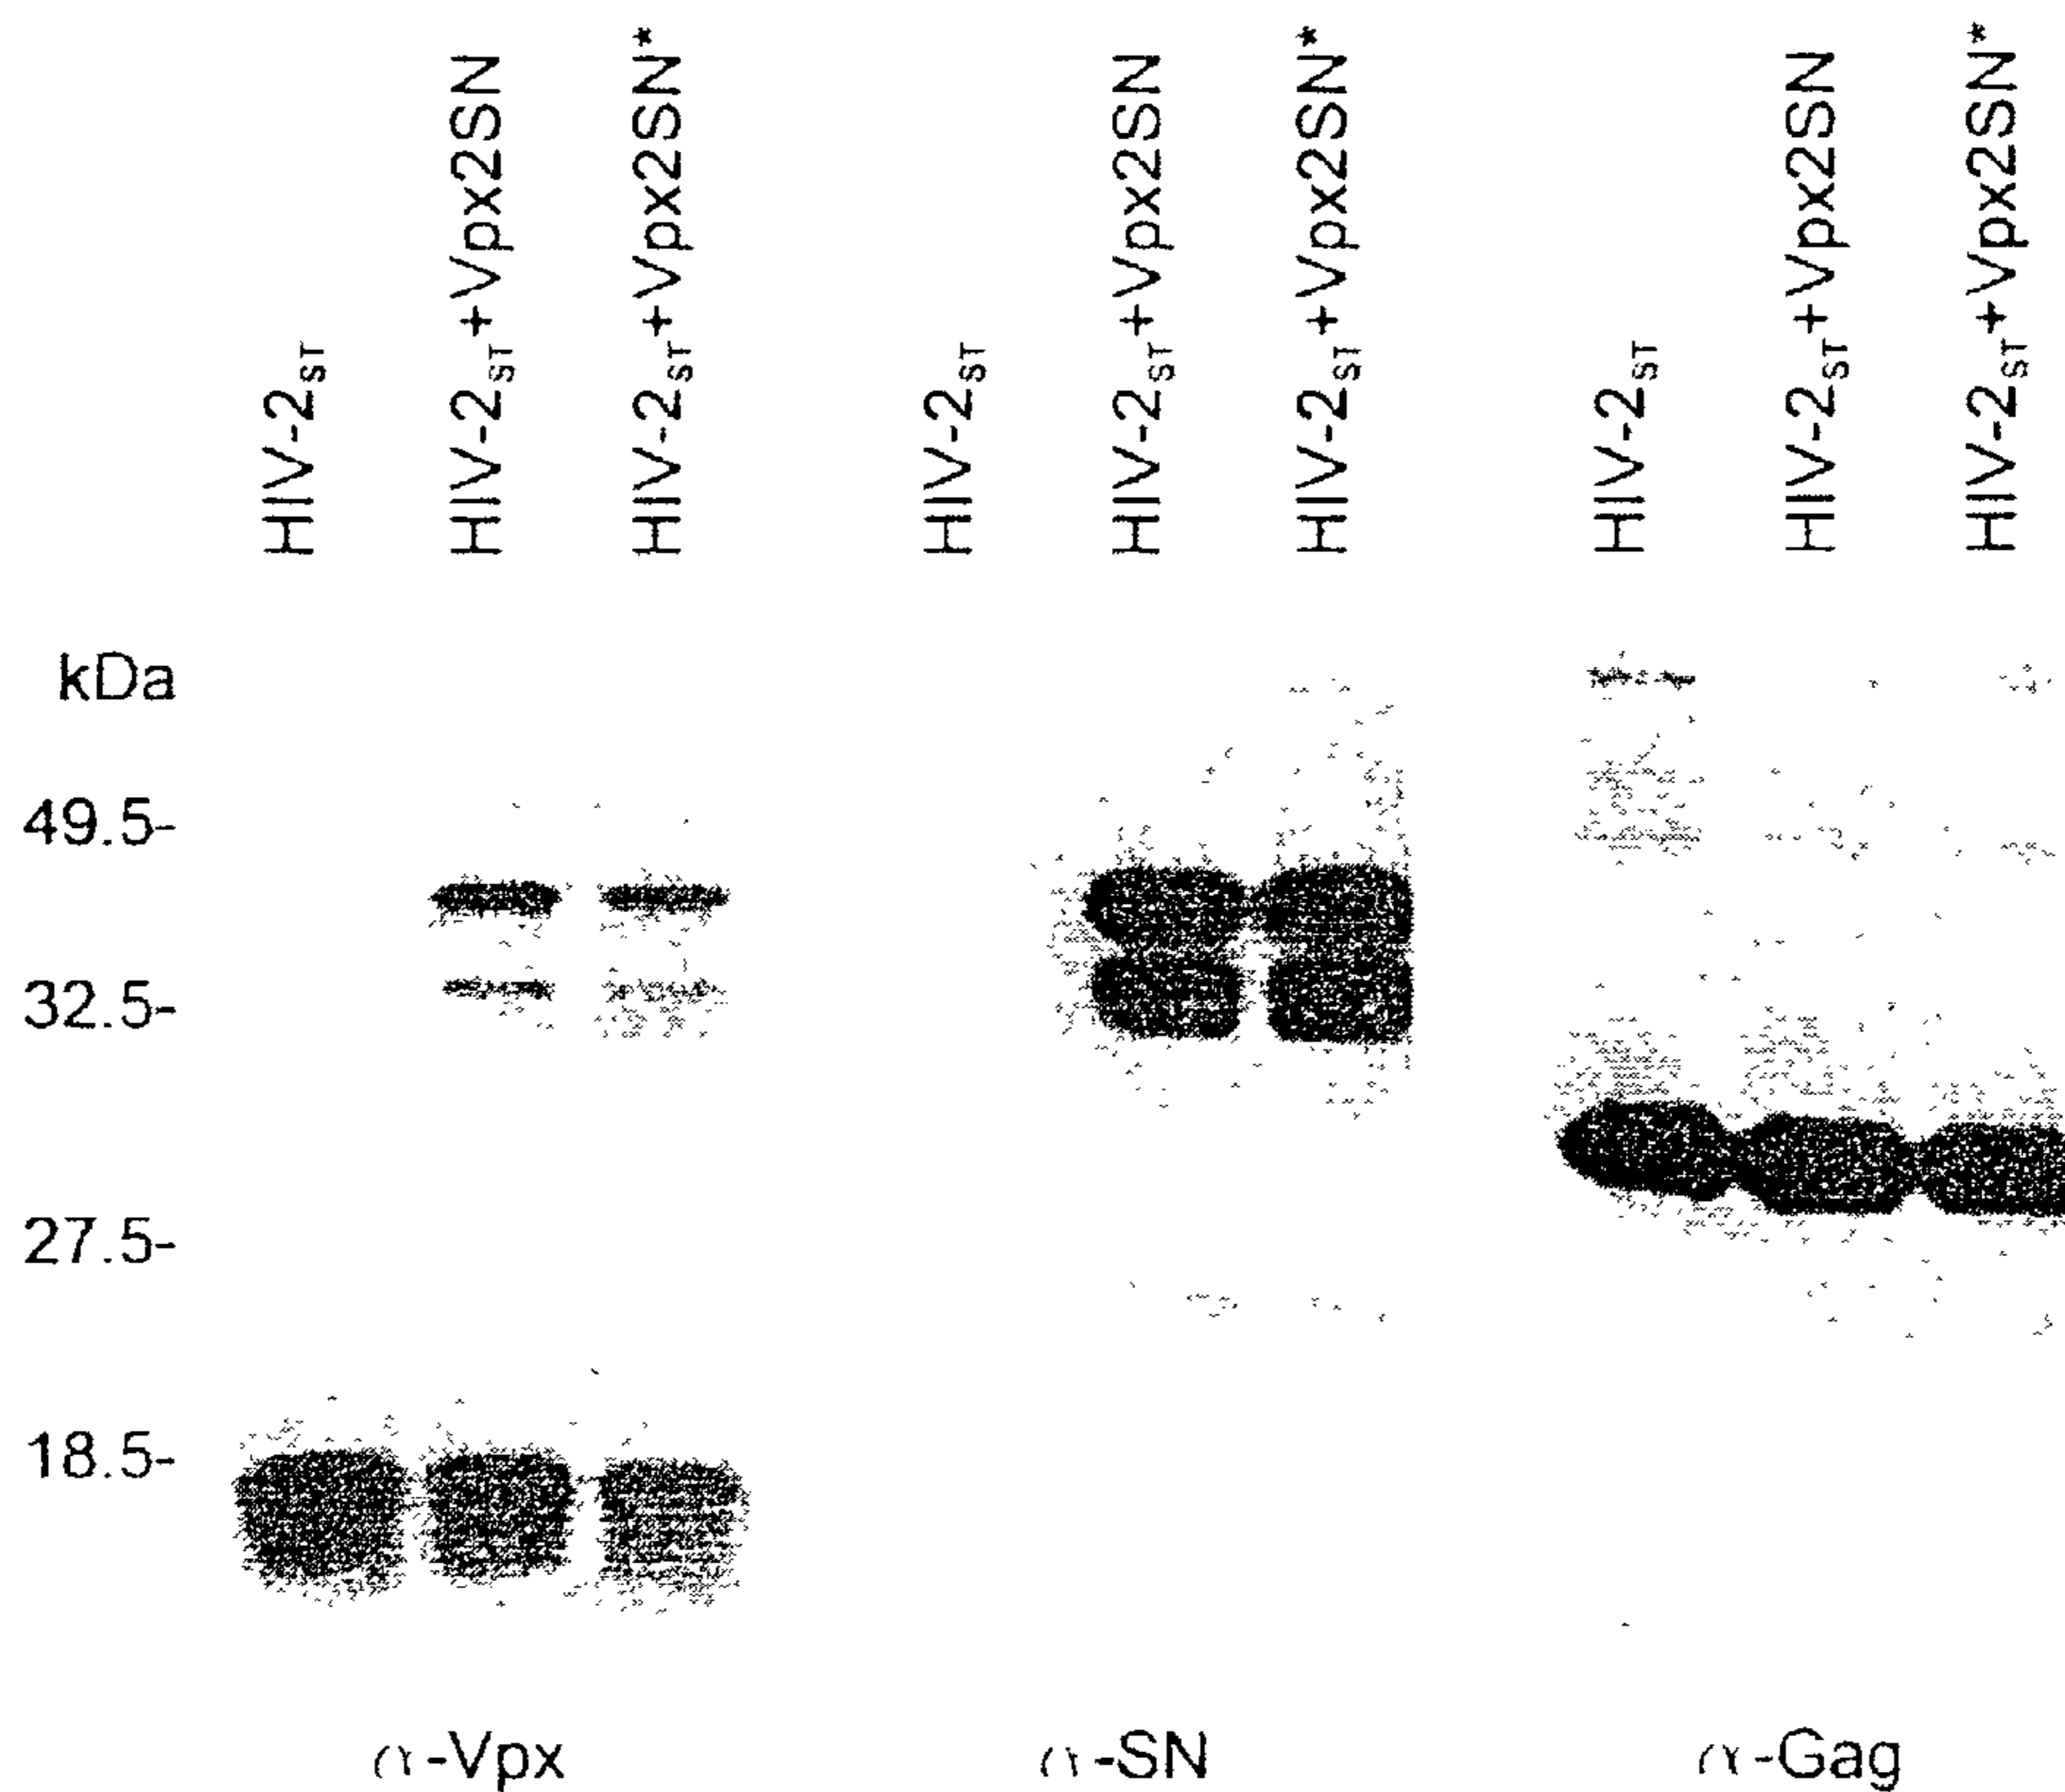 HIV-2ST
HIV-2ST+Vpx2SN
HIV-2ST+Vpx2SN*
HIV-2ST
HIV-2ST+Vpx2SN
HIV-2ST+Vpx2SN*
HIV-2ST
HIV-2ST+Vpx2SN
HIV-2ST+Vpx2SN*
kDa
49.5-
32.5-
27.5-
18.5-
α-Vpx
α-SN
α-Gag